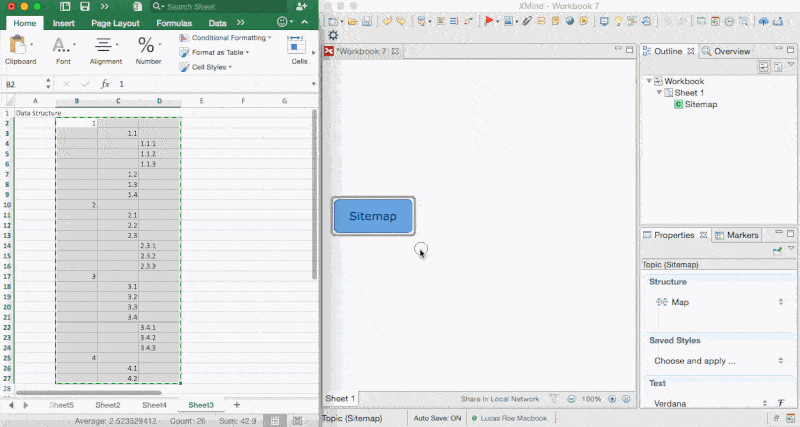 Search Sheet
Home Insert Page Layout Formulas Data
Clipboard Font Alignment Number Conditional Formatting Format as Table Cell Styles Cells
B2 fx 1
A B C D E F G
1 Data Structure
2 1
3 1.1
4 1.1.1
5 1.1.2
6 1.1.3
7 1.2
8 1.3
9 1.4
10 2
11 2.1
12 2.2
13 2.3
14 2.3.1
15 2.3.2
16 2.3.3
17 3
18 3.1
19 3.2
20 3.3
21 3.4
22 3.4.1
23 3.4.2
24 3.4.3
25 4
26 4.1
27 4.2
28
Sheet5 Sheet2 Sheet4 Sheet3 +
Average: 2.523529412 Count: 26 Sum: 42.9
XMind - Workbook 7
*Workbook 7
Sitemap
Sheet 1 Share in Local Network 100%
Topic (Sitemap) Auto Save: ON Lucas Roe Macbook
Outline Overview
Workbook
Sheet 1
C Sitemap
Properties Markers
Topic (Sitemap)
Structure
Map
Saved Styles
Choose and apply ...
Text
Verdana F